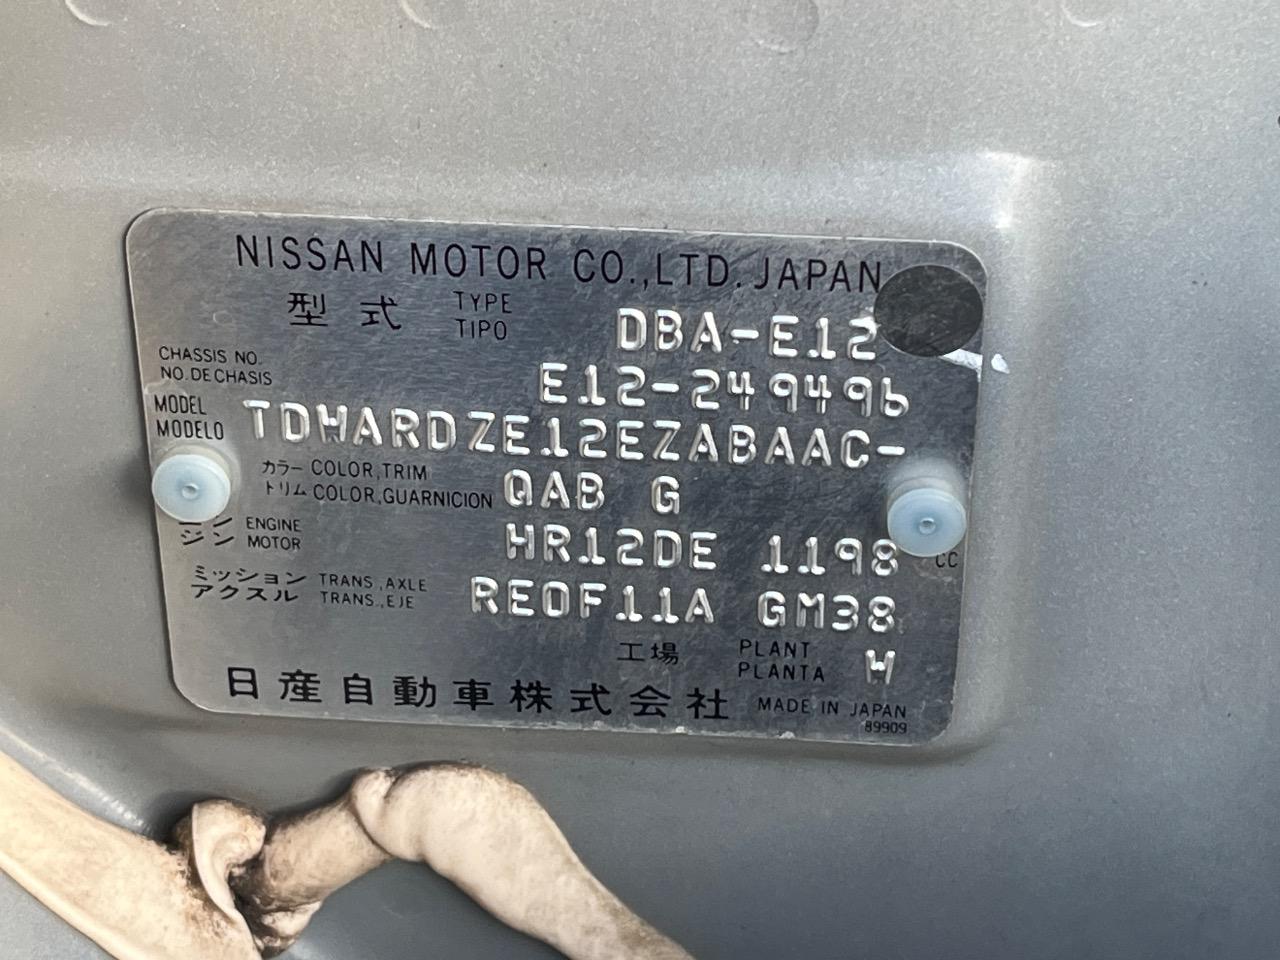 NISSAN MOTOR CO.,LTD. JAPAN
型式 TYPE TIPO DBA-E12
CHASSIS NO.
NO. DE CHASIS
E12-249496
MODEL
MODELO
TDWARDZE12EZABAAC-
カラー COLOR,TRIM
トリム COLOR,GUARNICION
QAB G
ENGINE
ジン MOTOR
HR12DE 1198
CC
ミッション TRANS.,AXLE
アクスル TRANS.,EJE
RE0F11A GM38
工場 PLANT PLANTA W
日産自動車株式会社 MADE IN JAPAN
89909